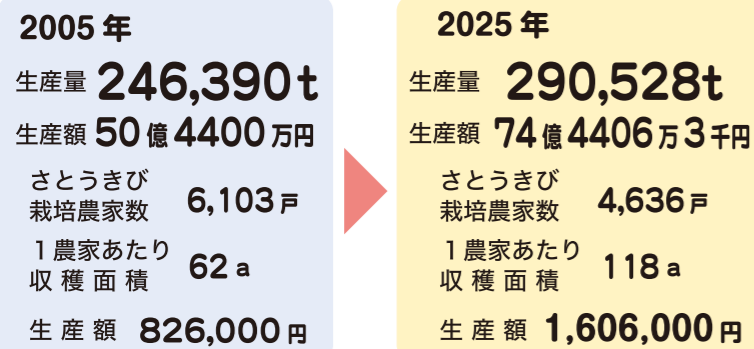 2005年
生産量 246,390t
生産額 50億4400万円
さとうきび
栽培農家数 6,103戸
1農家あたり
収穫面積 62a
生産額 826,000円
2025年
生産量 290,528t
生産額 74億4406万3千円
さとうきび
栽培農家数 4,636戸
1農家あたり
収穫面積 118a
生産額 1,606,000円